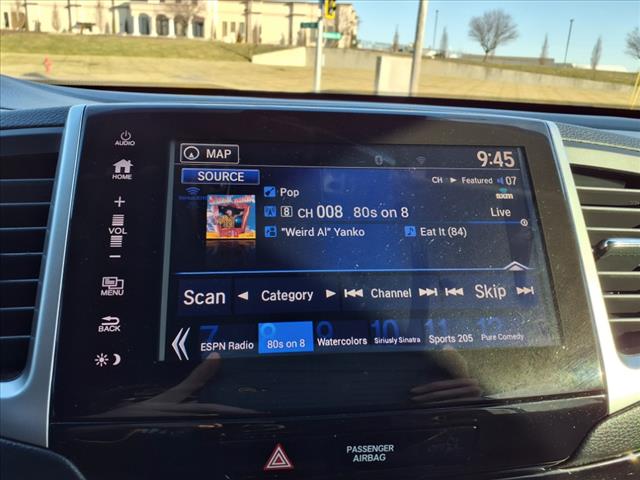 AUDIO
MAP
9:45
HOME
SOURCE
Pop
CH ► Featured 07
sxm
+
VOL
−
8 CH 008 80s on 8 Live
"Weird Al" Yanko Eat It (84)
MENU
Scan ◄ Category ► Channel Skip
BACK
7 8 9 10 11 12
ESPN Radio 80s on 8 Watercolors Siriusly Sinatra Sports 205 Pure Comedy
PASSENGER
AIRBAG